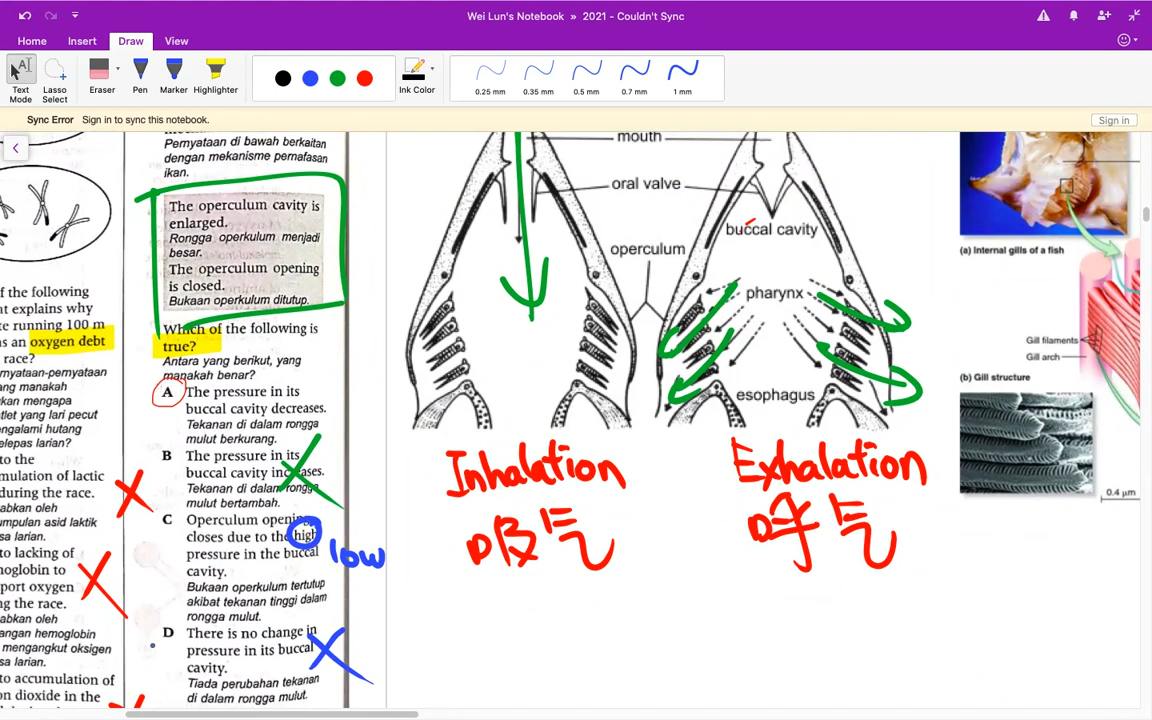 Wei Lun's Notebook » 2021 - Couldn't Sync
Home
Insert
Draw
View
Text Mode
Lasso Select
Eraser
Pen
Marker
Highlighter
Ink Color
0.25 mm
0.35 mm
0.5 mm
0.7 mm
1 mm
Sync Error Sign in to sync this notebook.
Sign in
of the following
t explains why
te running 100 m
as an oxygen debt
race?
rnyataan-pernyataan
ang manakah
kan mengapa
tlet yang lari pecut
engalami hutang
elepas larian?
to the
mulation of lactic
during the race.
abkan oleh
umpulan asid laktik
sa larian.
to lacking of
noglobin to
port oxygen
ng the race.
abkan oleh
angan hemoglobin
mengangkut oksigen
sa larian.
to accumulation of
on dioxide in the
Pernyataan di bawah berkaitan
dengan mekanisme pernafasan
ikan.
The operculum cavity is
enlarged.
Rongga operkulum menjadi
besar.
The operculum opening
is closed.
Bukaan operkulum ditutup.
Which of the following is
true?
Antara yang berikut, yang
manakah benar?
A The pressure in its
buccal cavity decreases.
Tekanan di dalam rongga
mulut berkurang.
B The pressure in its
buccal cavity increases.
Tekanan di dalam rongga
mulut bertambah.
C Operculum opening
closes due to the high
low
pressure in the buccal
cavity.
Bukaan operkulum tertutup
akibat tekanan tinggi dalam
rongga mulut.
D There is no change in
pressure in its buccal
cavity.
Tiada perubahan tekanan
di dalam rongga mulut.
mouth
oral valve
buccal cavity
operculum
pharynx
esophagus
Inhalation
吸气
Exhalation
呼气
(a) Internal gills of a fish
Gill filaments
Gill arch
(b) Gill structure
0.4 µm